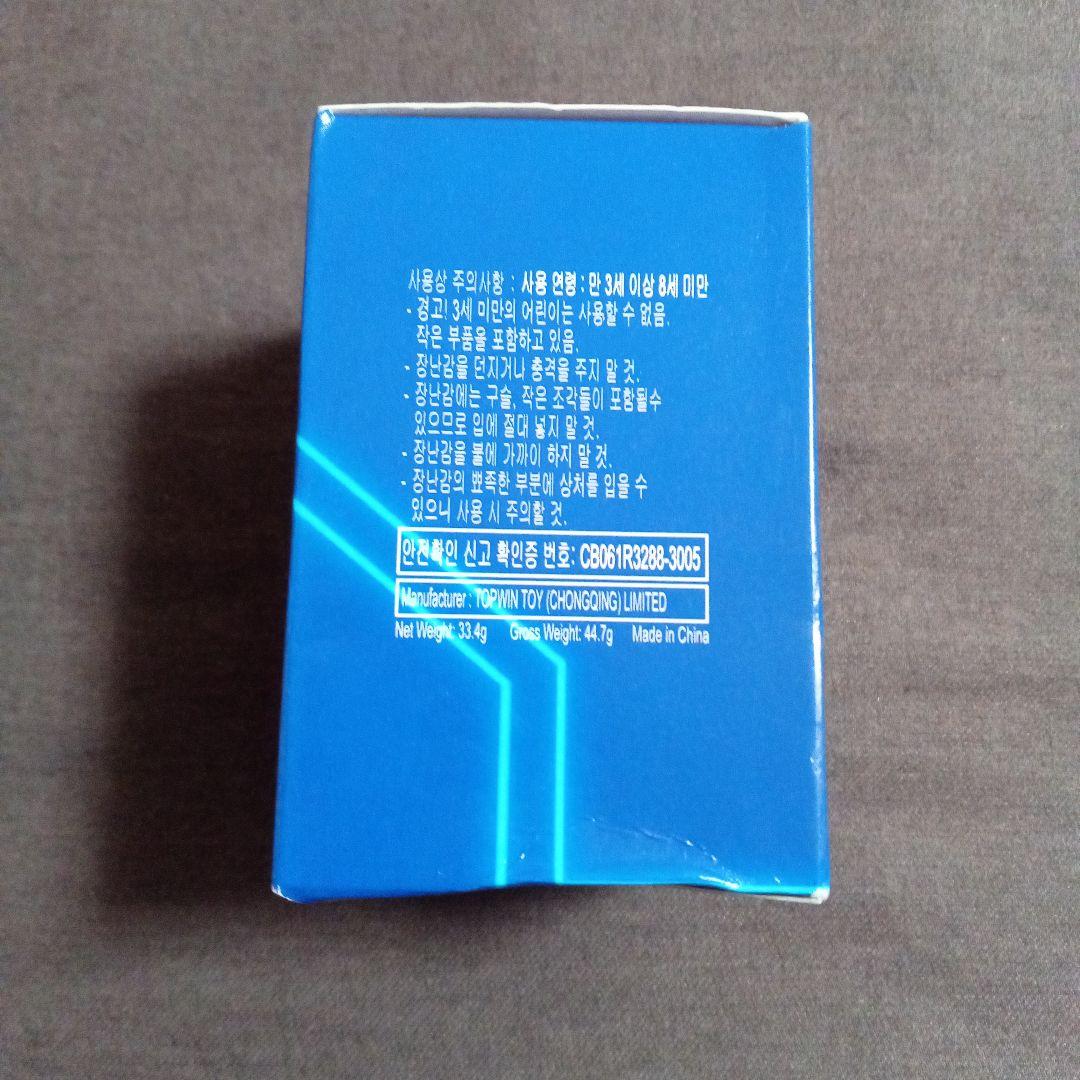 사용상 주의사항 : 사용 연령 : 만 3세 이상 8세 미만
- 경고! 3세 미만의 어린이는 사용할 수 없음.
작은 부품을 포함하고 있음.
- 장난감을 던지거나 충격을 주지 말 것.
- 장난감에는 구슬, 작은 조각들이 포함될수
있으므로 입에 절대 넣지 말 것.
- 장난감을 불에 가까이 하지 말 것.
- 장난감의 뾰족한 부분에 상처를 입을 수
있으니 사용 시 주의할 것.
안전확인 신고 확인증 번호: CB061R3288-3005
Manufacturer : TOPWIN TOY (CHONGQING) LIMITED
Net Weight: 33.4g Gross Weight: 44.7g Made in China